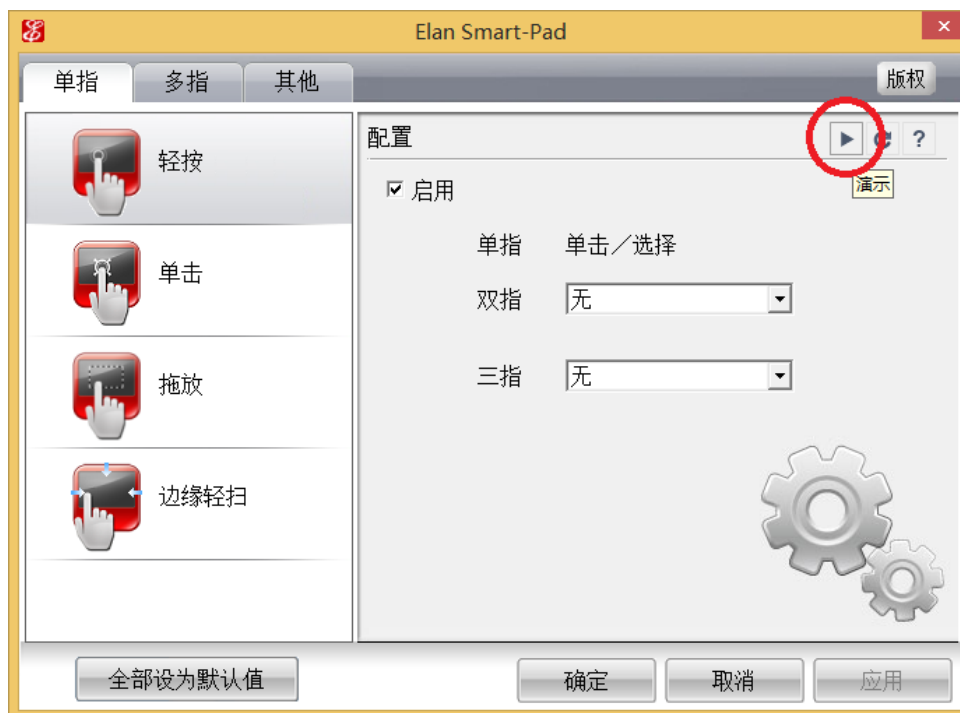 Elan Smart-Pad
单指 多指 其他 版权
配置
?
演示
轻按
启用
单指 单击／选择
双指 无
三指 无
单击
拖放
边缘轻扫
全部设为默认值 确定 取消 应用